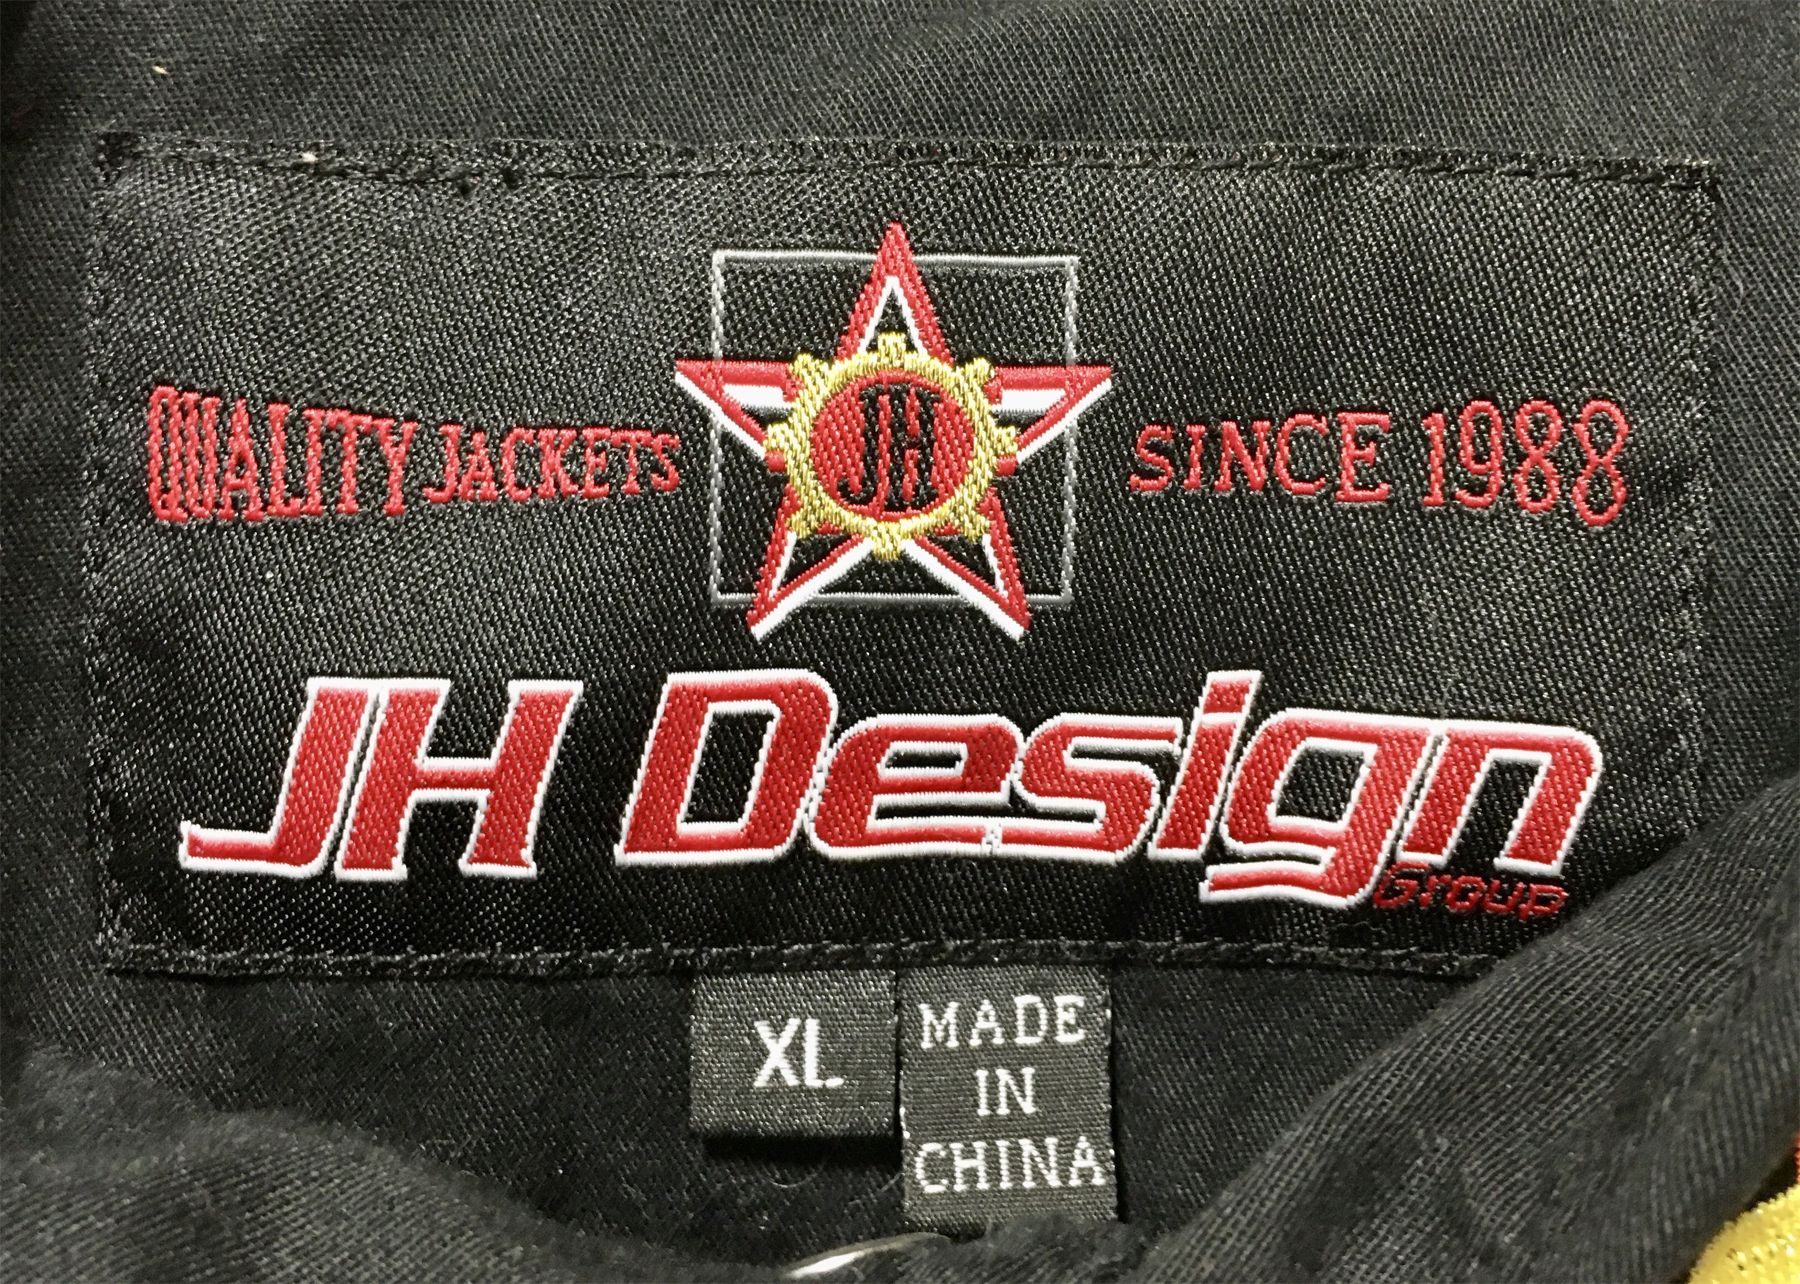 QUALITY JACKETS JH SINCE 1988
JH Design
Group
XL
MADE
IN
CHINA